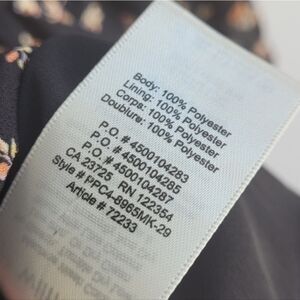 Body: 100% Polyester
Lining: 100% Polyester
Corps: 100% Polyester
Doublure: 100% Polyester
P.O. #4500104283
P.O. #4500104285
P.O. #4500104287
CA 23725 RN 122354
Style # PPC4-8965MK-29
Article # 72233